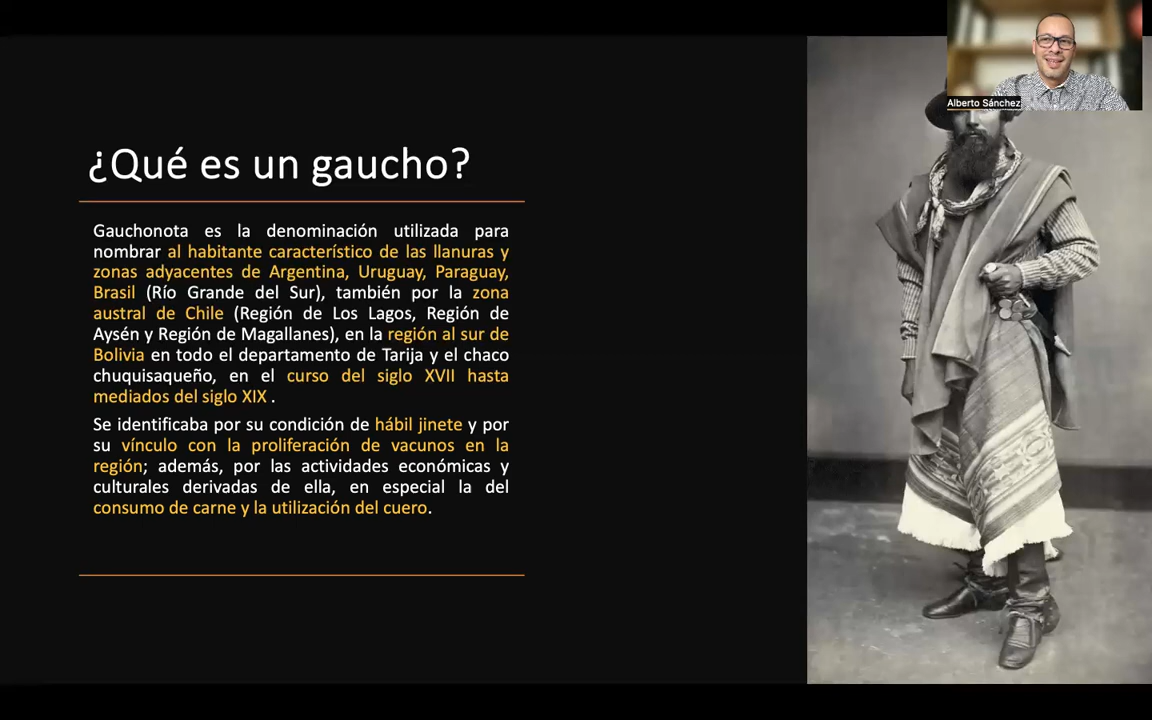 Alberto Sánchez
¿Qué es un gaucho?
Gauchonota es la denominación utilizada para
nombrar al habitante característico de las llanuras y
zonas adyacentes de Argentina, Uruguay, Paraguay,
Brasil (Río Grande del Sur), también por la zona
austral de Chile (Región de Los Lagos, Región de
Aysén y Región de Magallanes), en la región al sur de
Bolivia en todo el departamento de Tarija y el chaco
chuquisaqueño, en el curso del siglo XVII hasta
mediados del siglo XIX .
Se identificaba por su condición de hábil jinete y por
su vínculo con la proliferación de vacunos en la
región; además, por las actividades económicas y
culturales derivadas de ella, en especial la del
consumo de carne y la utilización del cuero.